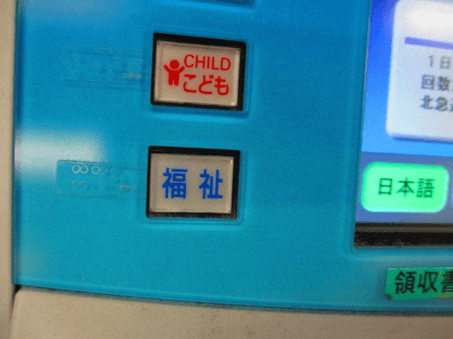 CHILD
こども
福祉
1日
回数
北急
日本語
領収書